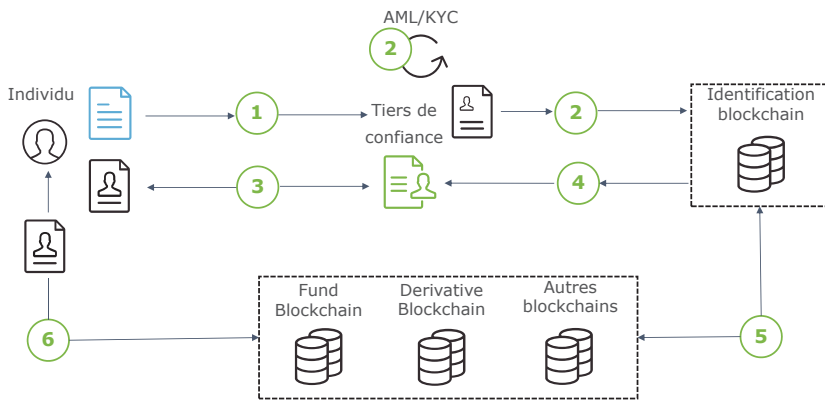 AML/KYC
2
Individu
1
Tiers de
confiance
2
Identification
blockchain
3
4
Fund
Blockchain
Derivative
Blockchain
Autres
blockchains
6
5